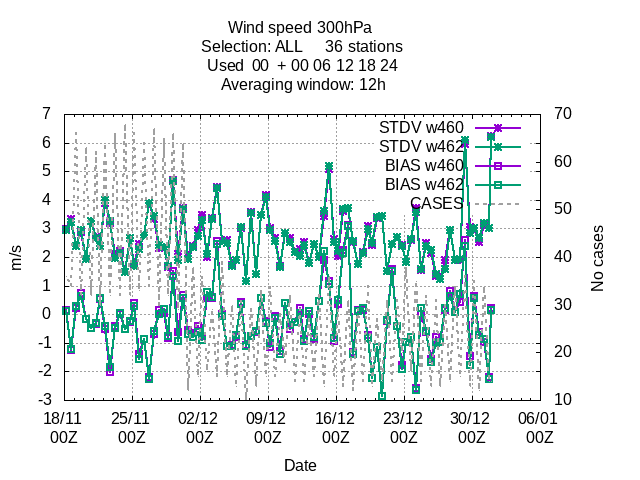 Wind speed 300hPa
Selection: ALL 36 stations
Used 00 + 00 06 12 18 24
Averaging window: 12h
7
6
5
4
3
2
1
0
-1
-2
-3
m/s
70
60
50
40
30
20
10
No cases
STDV w460
STDV w462
BIAS w460
BIAS w462
CASES
18/11 25/11 02/12 09/12 16/12 23/12 30/12 06/01
00Z 00Z 00Z 00Z 00Z 00Z 00Z 00Z
Date